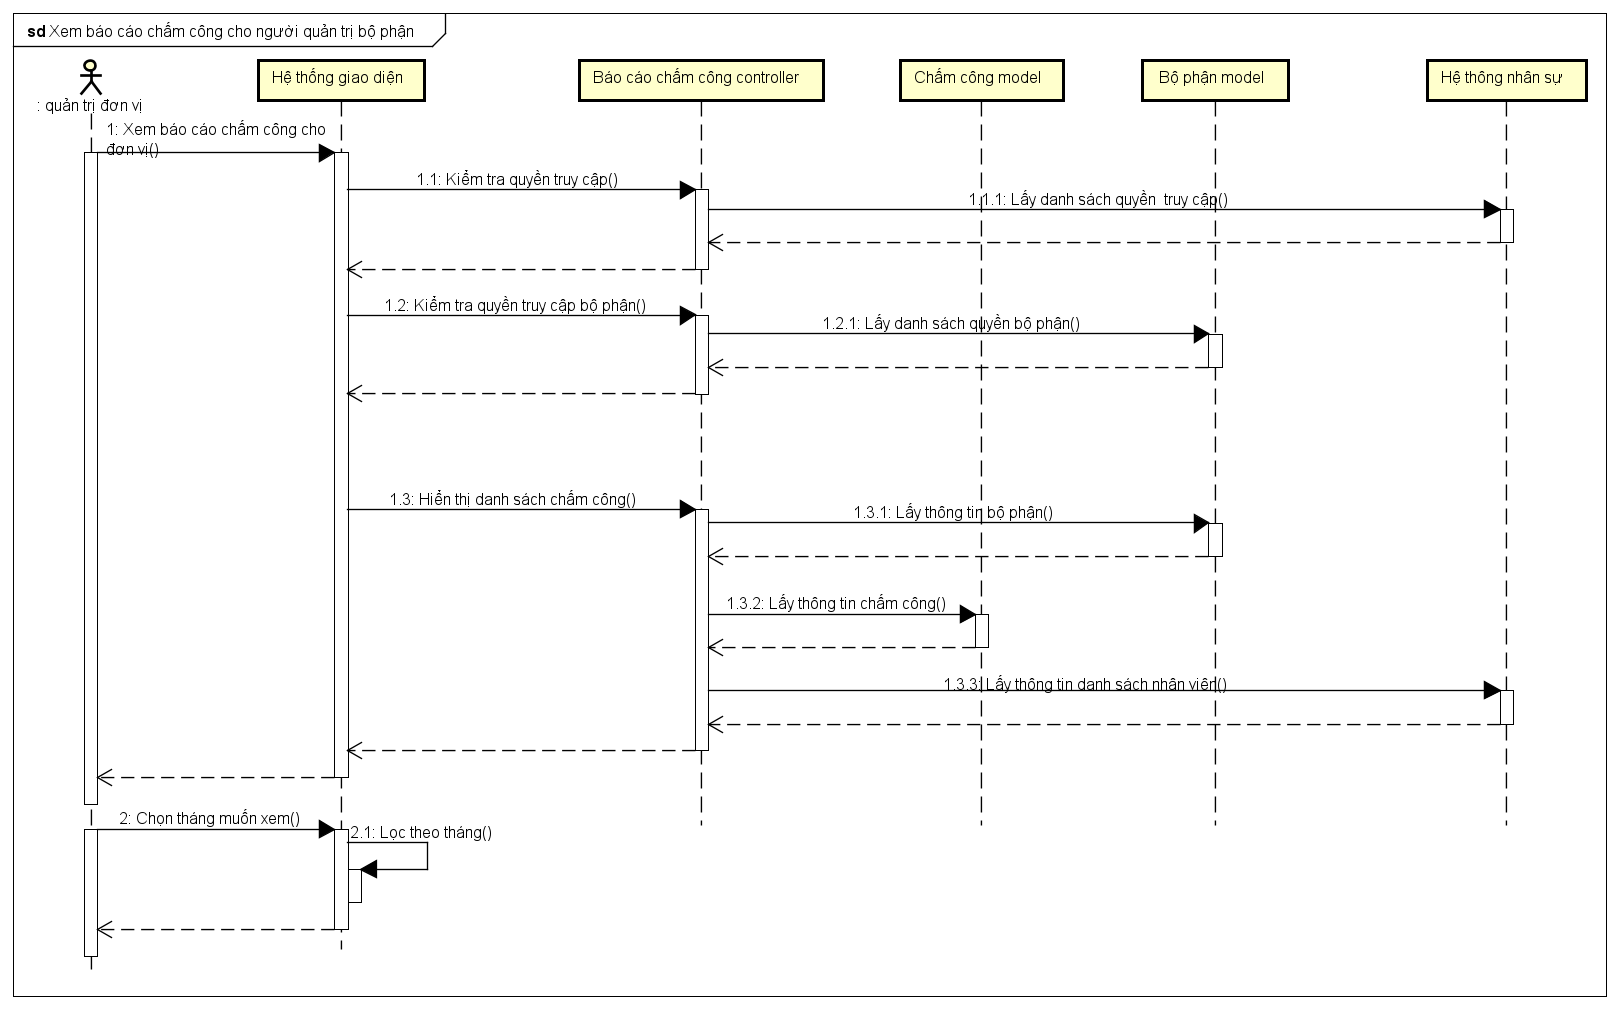 sd Xem báo cáo chấm công cho người quản trị bộ phận
Hệ thống giao diện
Báo cáo chấm công controller
Chấm công model
Bộ phận model
Hệ thông nhân sự
: quản trị đơn vị
1: Xem báo cáo chấm công cho
đơn vị()
1.1: Kiểm tra quyền truy cập()
1.1.1: Lấy danh sách quyền  truy cập()
1.2: Kiểm tra quyền truy cập bộ phận()
1.2.1: Lấy danh sách quyền bộ phận()
1.3: Hiển thị danh sách chấm công()
1.3.1: Lấy thông tin bộ phận()
1.3.2: Lấy thông tin chấm công()
1.3.3: Lấy thông tin danh sách nhân viên()
2: Chọn tháng muốn xem()
2.1: Lọc theo tháng()